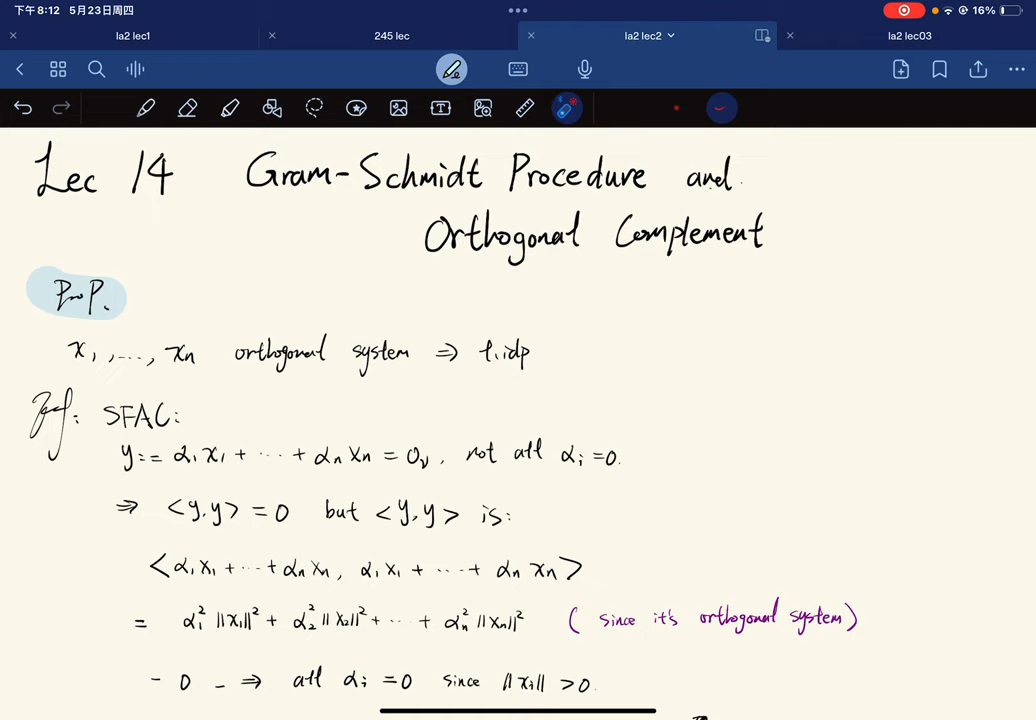 下午8:12 5月23日周四
16%
la2 lec1
245 lec
la2 lec2
la2 lec03
Lec 14 Gram-Schmidt Procedure and
Orthogonal Complement
Prop.
x₁,...., xn orthogonal system ⇒ l.idp
Prof: SFAC:
y := α₁x₁ + ... + αnxn = 0ᵥ, not all αᵢ = 0.
⇒ <y,y> = 0 but <y,y> is:
<α₁x₁ + ... + αnxn, α₁x₁ + ... + αnxn>
= α₁²||x₁||² + α₂²||x₂||² + ... + αn²||xn||² (since it's orthogonal system)
- 0 - ⇒ all αᵢ = 0 since ||xᵢ|| > 0.